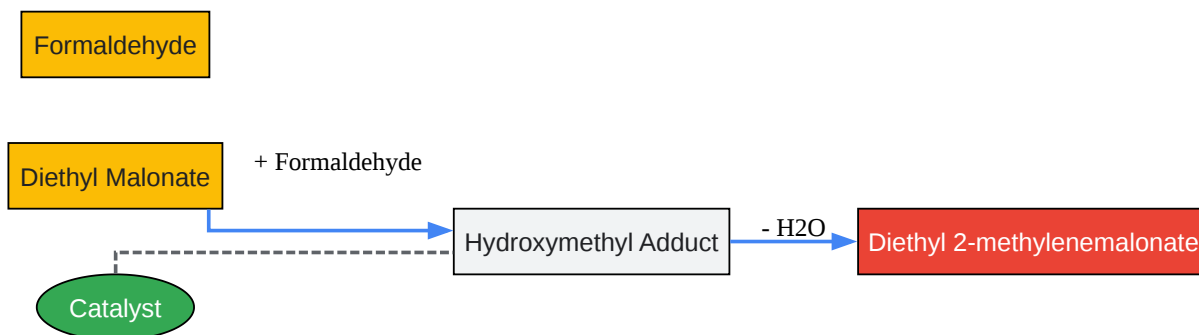 Formaldehyde
Diethyl Malonate
+ Formaldehyde
Hydroxymethyl Adduct
- H2O
Diethyl 2-methylenemalonate
Catalyst